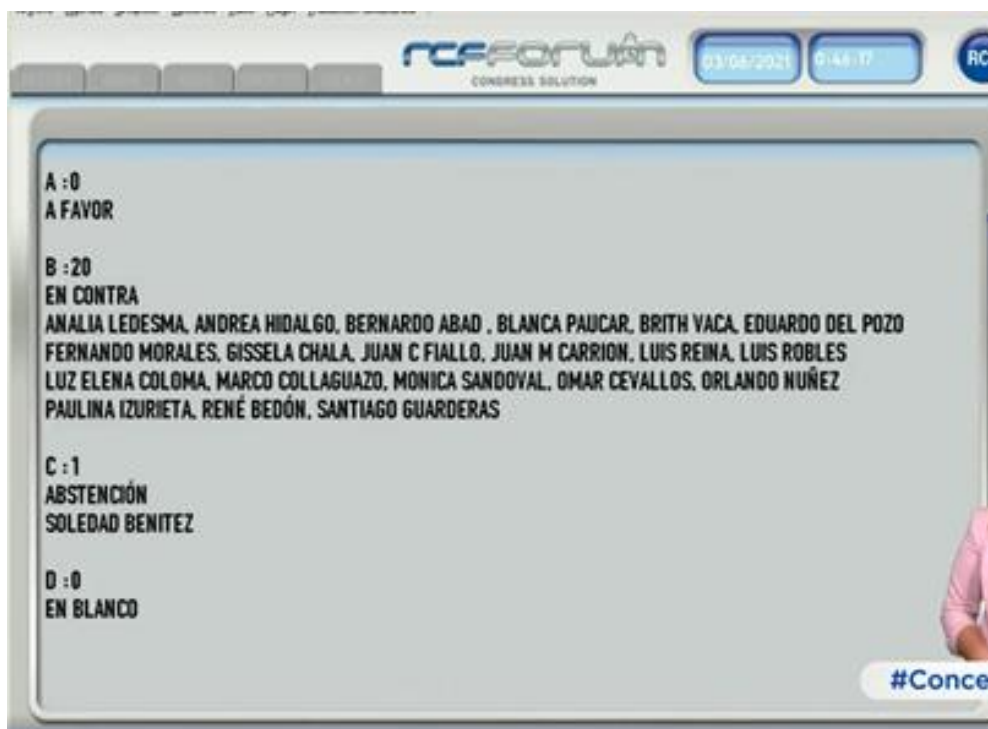 rcfforum
CONGRESS SOLUTION
03/06/2021
RC
A :0
A FAVOR
B :20
EN CONTRA
ANALIA LEDESMA, ANDREA HIDALGO, BERNARDO ABAD , BLANCA PAUCAR, BRITH VACA, EDUARDO DEL POZO
FERNANDO MORALES, GISSELA CHALA, JUAN C FIALLO, JUAN M CARRION, LUIS REINA, LUIS ROBLES
LUZ ELENA COLOMA, MARCO COLLAGUAZO, MONICA SANDOVAL, OMAR CEVALLOS, ORLANDO NUÑEZ
PAULINA IZURIETA, RENÉ BEDÓN, SANTIAGO GUARDERAS
C :1
ABSTENCIÓN
SOLEDAD BENITEZ
D :0
EN BLANCO
#Conce